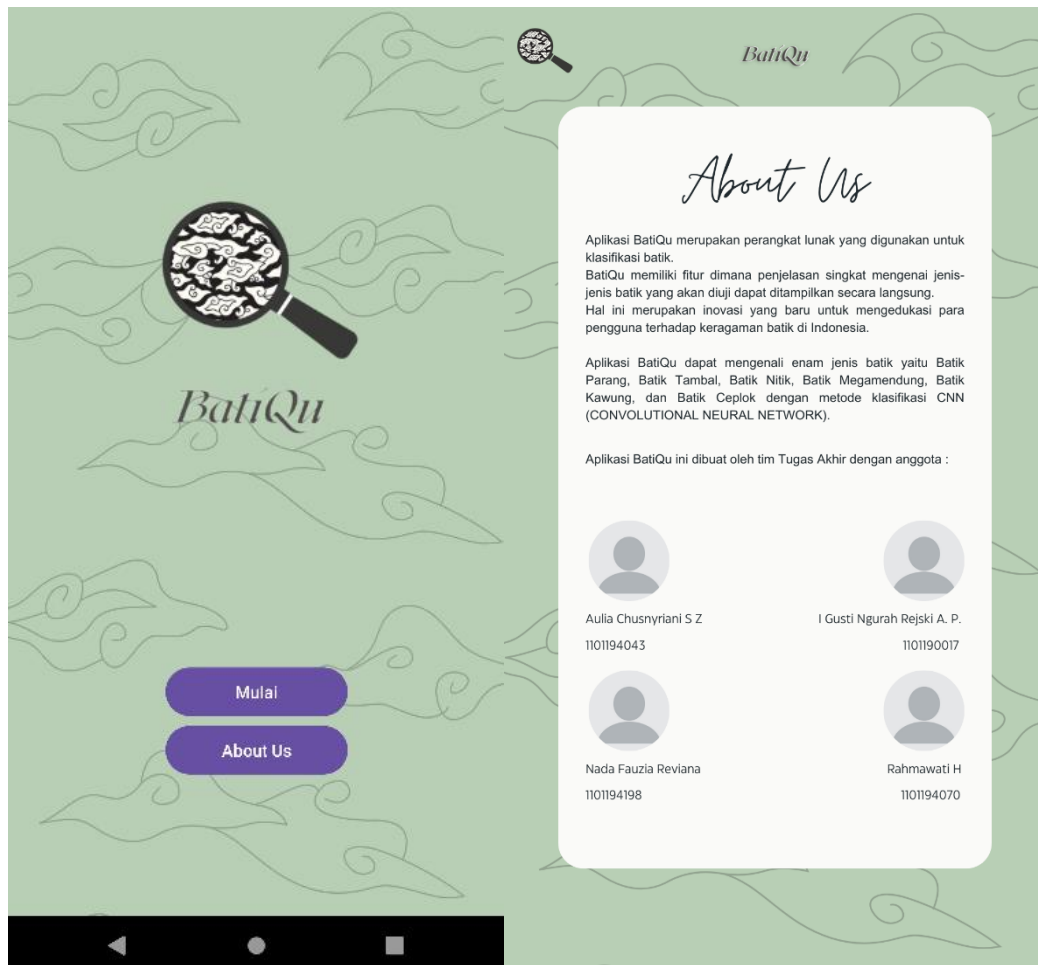 BatiQu
Mulai
About Us
BatiQu
About Us
Aplikasi BatiQu merupakan perangkat lunak yang digunakan untuk
klasifikasi batik.
BatiQu memiliki fitur dimana penjelasan singkat mengenai jenis-
jenis batik yang akan diuji dapat ditampilkan secara langsung.
Hal ini merupakan inovasi yang baru untuk mengedukasi para
pengguna terhadap keragaman batik di Indonesia.
Aplikasi BatiQu dapat mengenali enam jenis batik yaitu Batik
Parang, Batik Tambal, Batik Nitik, Batik Megamendung, Batik
Kawung, dan Batik Ceplok dengan metode klasifikasi CNN
(CONVOLUTIONAL NEURAL NETWORK).
Aplikasi BatiQu ini dibuat oleh tim Tugas Akhir dengan anggota :
Aulia Chusnyriani S Z
1101194043
I Gusti Ngurah Rejski A. P.
1101190017
Nada Fauzia Reviana
1101194198
Rahmawati H
1101194070